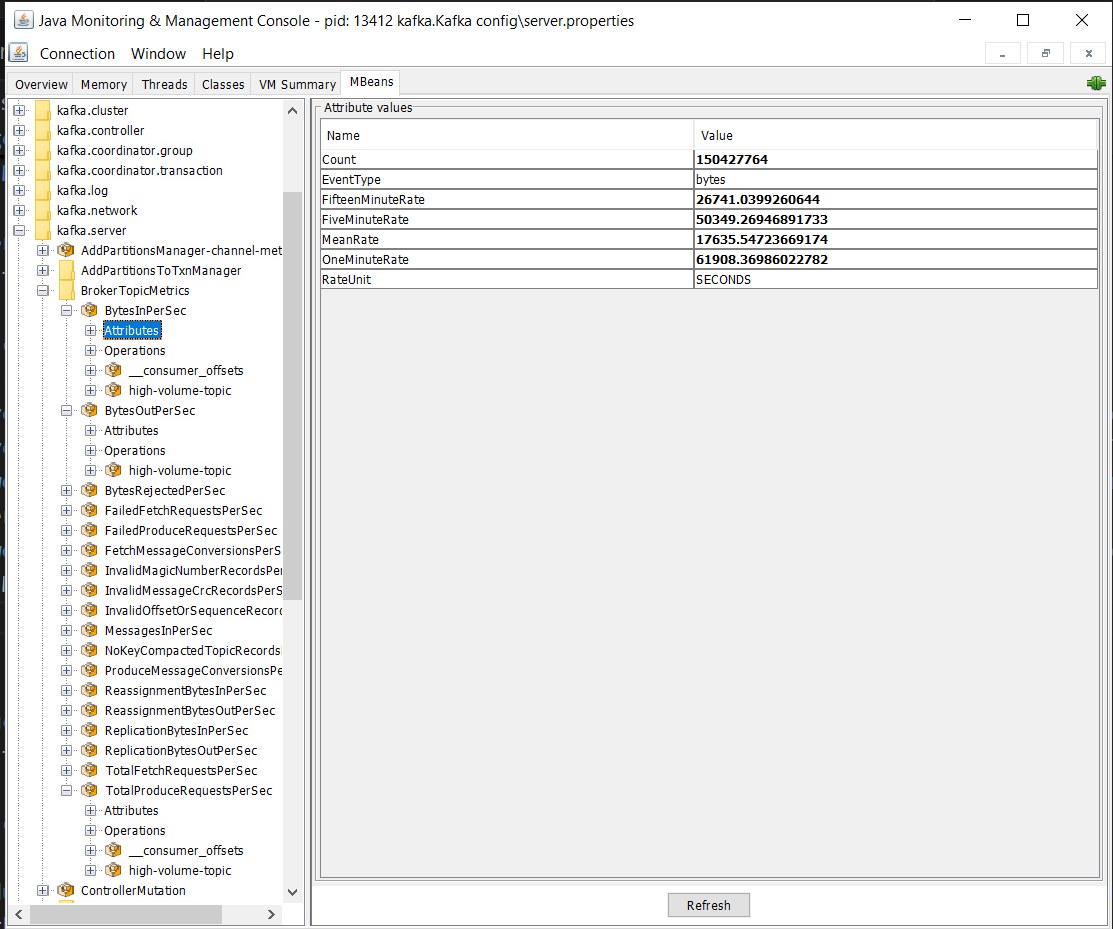 Java Monitoring & Management Console - pid: 13412 kafka.Kafka config\server.properties
Connection Window Help
Overview Memory Threads Classes VM Summary MBeans
kafka.cluster
kafka.controller
kafka.coordinator.group
kafka.coordinator.transaction
kafka.log
kafka.network
kafka.server
AddPartitionsManager-channel-met
AddPartitionsToTxnManager
BrokerTopicMetrics
BytesInPerSec
Attributes
Operations
__consumer_offsets
high-volume-topic
BytesOutPerSec
Attributes
Operations
high-volume-topic
BytesRejectedPerSec
FailedFetchRequestsPerSec
FailedProduceRequestsPerSec
FetchMessageConversionsPerS
InvalidMagicNumberRecordsPer
InvalidMessageCrcRecordsPerS
InvalidOffsetOrSequenceRecord
MessagesInPerSec
NoKeyCompactedTopicRecords
ProduceMessageConversionsPe
ReassignmentBytesInPerSec
ReassignmentBytesOutPerSec
ReplicationBytesInPerSec
ReplicationBytesOutPerSec
TotalFetchRequestsPerSec
TotalProduceRequestsPerSec
Attributes
Operations
__consumer_offsets
high-volume-topic
ControllerMutation
Attribute values
Name Value
Count 150427764
EventType bytes
FifteenMinuteRate 26741.0399260644
FiveMinuteRate 50349.26946891733
MeanRate 17635.54723669174
OneMinuteRate 61908.36986022782
RateUnit SECONDS
Refresh